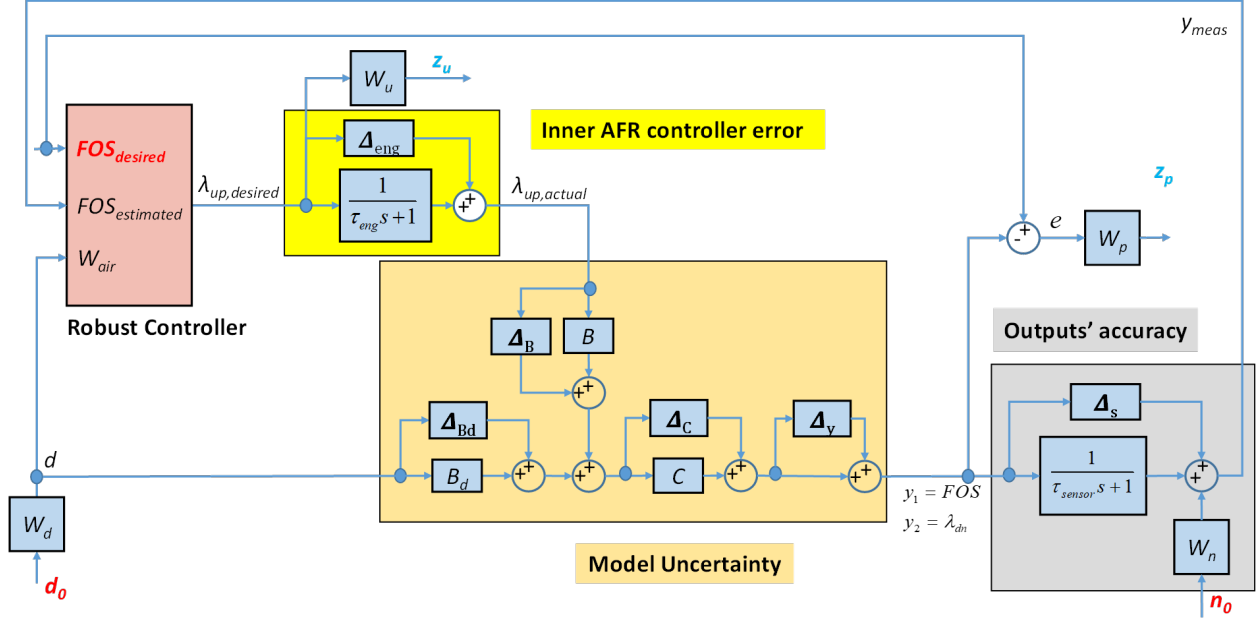 y_meas
z_u
W_u
Inner AFR controller error
Δ_eng
FOS_desired
λ_up,desired
1
τ_eng s + 1
++
λ_up,actual
z_p
FOS_estimated
-+
e
W_p
W_air
Robust Controller
Δ_B
B
Outputs' accuracy
++
Δ_Bd
Δ_C
Δ_y
Δ_s
d
B_d
++
++
C
++
++
1
τ_sensor s + 1
++
y_1 = FOS
y_2 = λ_dn
W_d
W_n
Model Uncertainty
d_0
n_0